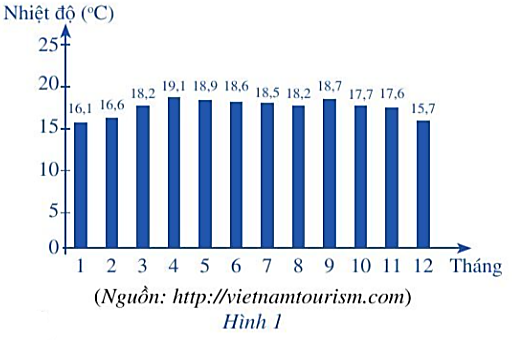 Nhiệt độ (°C)
25
20
15
10
5
0
16,1 16,6 18,2 19,1 18,9 18,6 18,5 18,2 18,7 17,7 17,6 15,7
1 2 3 4 5 6 7 8 9 10 11 12 Tháng
(Nguồn: http://vietnamtourism.com)
Hình 1